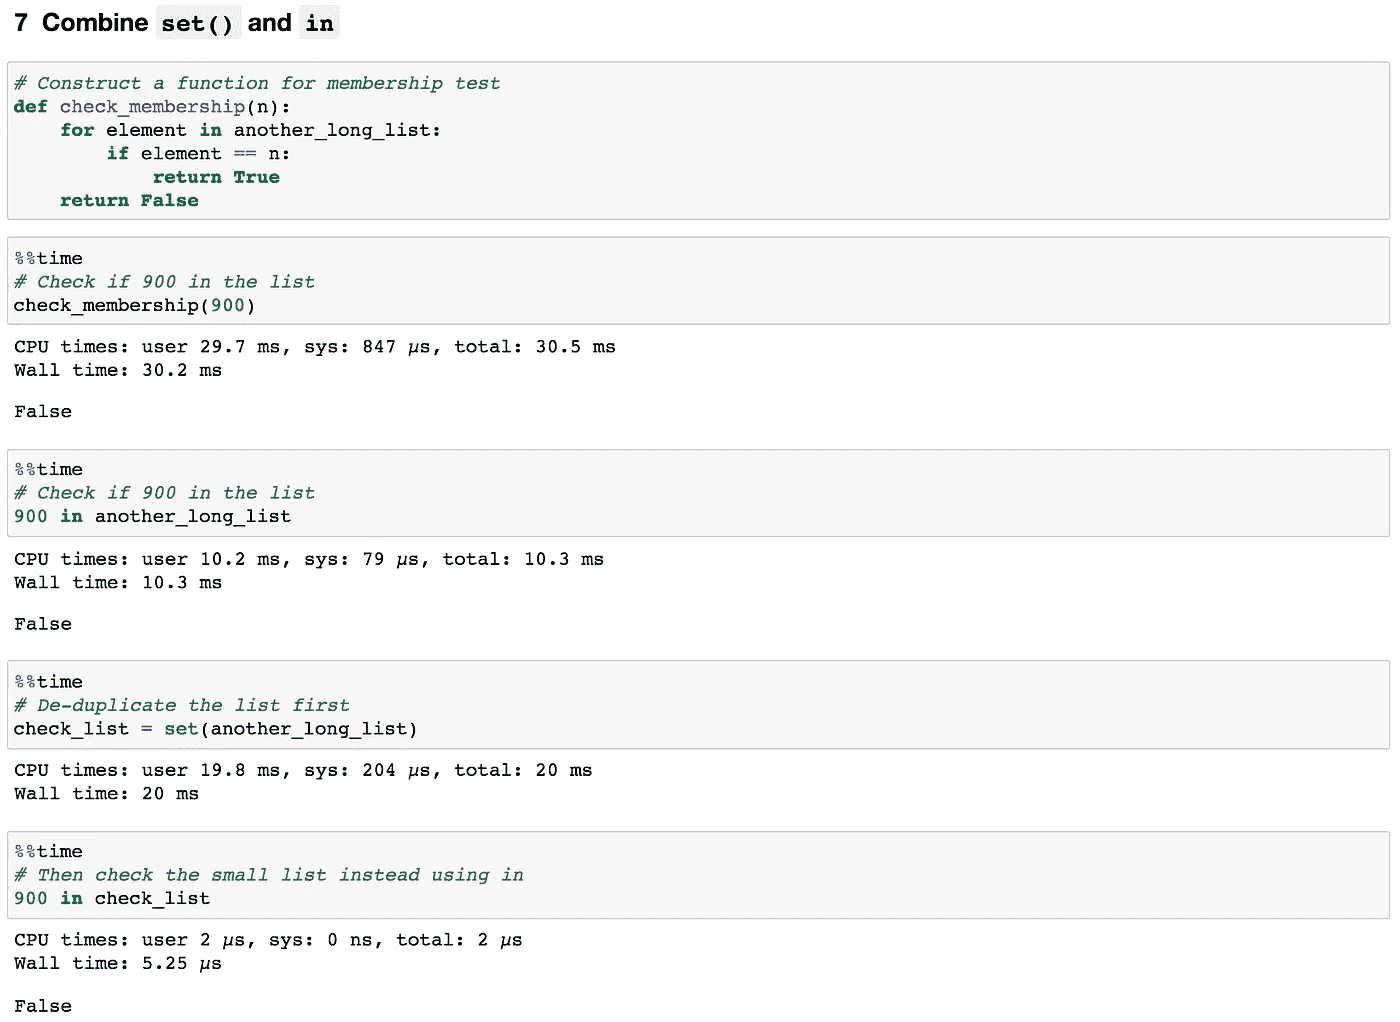 7 Combine set() and in
# Construct a function for membership test
def check_membership(n):
    for element in another_long_list:
        if element == n:
            return True
    return False
%%time
# Check if 900 in the list
check_membership(900)
CPU times: user 29.7 ms, sys: 847 µs, total: 30.5 ms
Wall time: 30.2 ms
False
%%time
# Check if 900 in the list
900 in another_long_list
CPU times: user 10.2 ms, sys: 79 µs, total: 10.3 ms
Wall time: 10.3 ms
False
%%time
# De-duplicate the list first
check_list = set(another_long_list)
CPU times: user 19.8 ms, sys: 204 µs, total: 20 ms
Wall time: 20 ms
%%time
# Then check the small list instead using in
900 in check_list
CPU times: user 2 µs, sys: 0 ns, total: 2 µs
Wall time: 5.25 µs
False